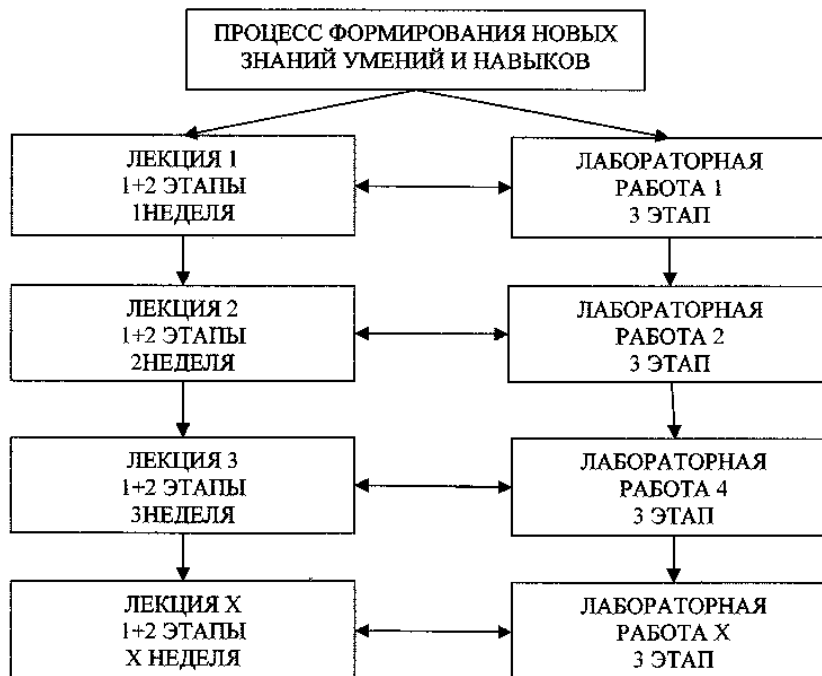 ПРОЦЕСС ФОРМИРОВАНИЯ НОВЫХ
ЗНАНИЙ УМЕНИЙ И НАВЫКОВ
ЛЕКЦИЯ 1
1+2 ЭТАПЫ
1НЕДЕЛЯ
ЛАБОРАТОРНАЯ
РАБОТА 1
3 ЭТАП
ЛЕКЦИЯ 2
1+2 ЭТАПЫ
2НЕДЕЛЯ
ЛАБОРАТОРНАЯ
РАБОТА 2
3 ЭТАП
ЛЕКЦИЯ 3
1+2 ЭТАПЫ
3НЕДЕЛЯ
ЛАБОРАТОРНАЯ
РАБОТА 4
3 ЭТАП
ЛЕКЦИЯ X
1+2 ЭТАПЫ
X НЕДЕЛЯ
ЛАБОРАТОРНАЯ
РАБОТА X
3 ЭТАП